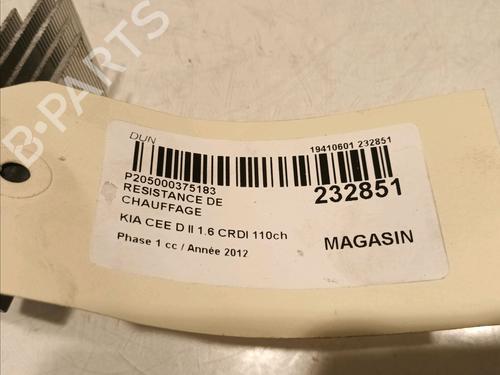 B-PARTS
DUN
19410601 232851
P205000375183
232851
RESISTANCE DE
CHAUFFAGE
KIA CEE D II 1.6 CRDI 110ch
Phase 1 cc / Année 2012
MAGASIN